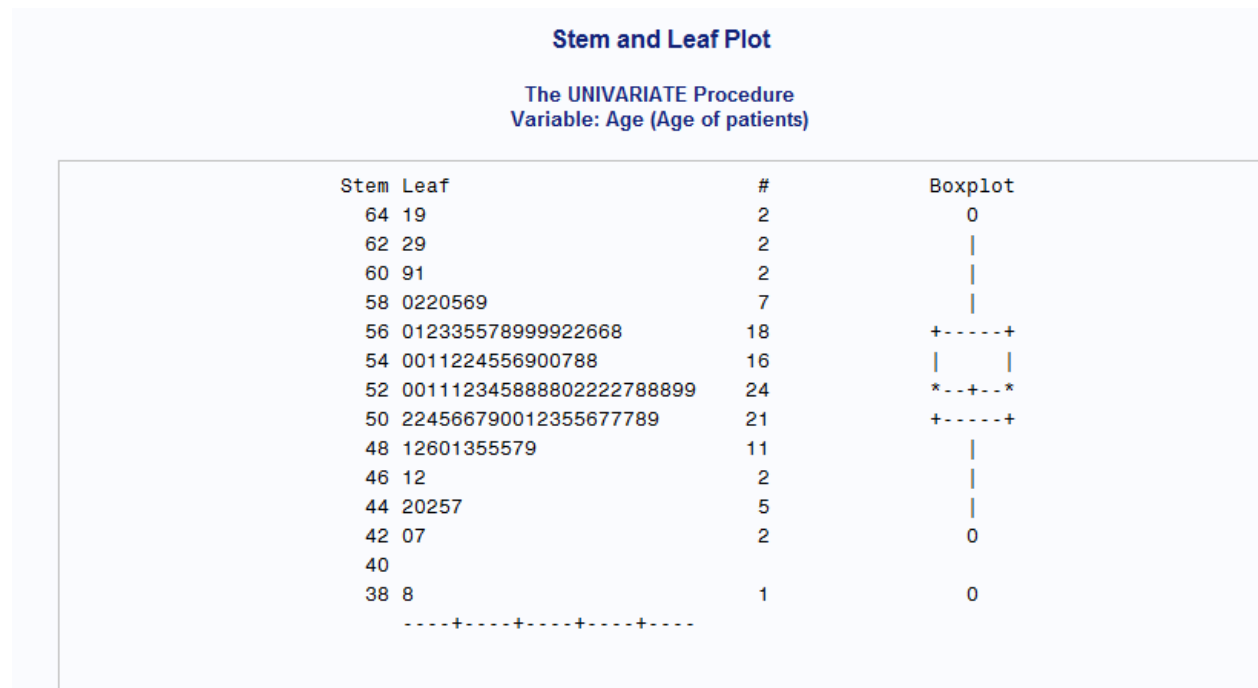 Stem and Leaf Plot
The UNIVARIATE Procedure
Variable: Age (Age of patients)
Stem Leaf # Boxplot
64 19 2 0
62 29 2 |
60 91 2 |
58 0220569 7 |
56 012335578999922668 18 +-----+
54 0011224556900788 16 | |
52 001112345888802222788899 24 *--+--*
50 224566790012355677789 21 +-----+
48 12601355579 11 |
46 12 2 |
44 20257 5 |
42 07 2 0
40
38 8 1 0
----+----+----+----+----